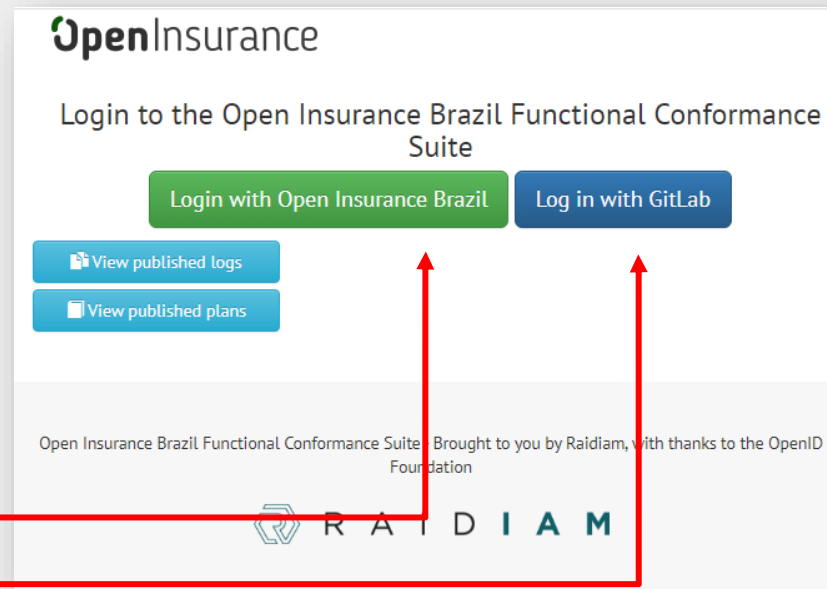 OpenInsurance
Login to the Open Insurance Brazil Functional Conformance
Suite
Login with Open Insurance Brazil Log in with GitLab
View published logs
View published plans
Open Insurance Brazil Functional Conformance Suite - Brought to you by Raidiam, with thanks to the OpenID
Foundation
RAIDIAM